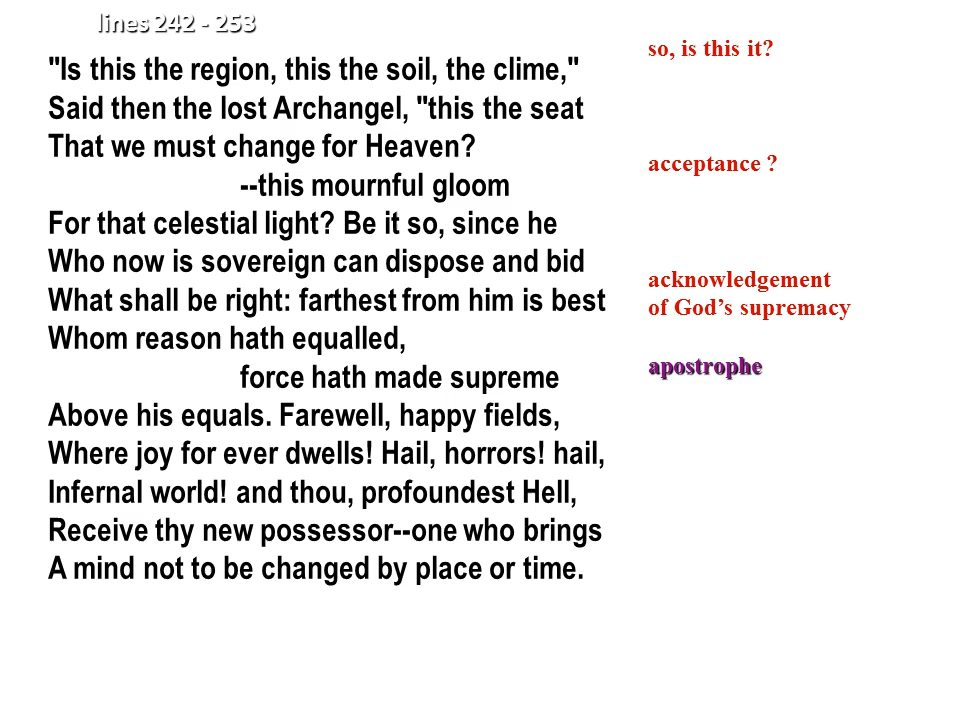 lines 242 - 253
"Is this the region, this the soil, the clime,"
Said then the lost Archangel, "this the seat
That we must change for Heaven?
--this mournful gloom
For that celestial light? Be it so, since he
Who now is sovereign can dispose and bid
What shall be right: farthest from him is best
Whom reason hath equalled,
force hath made supreme
Above his equals. Farewell, happy fields,
Where joy for ever dwells! Hail, horrors! hail,
Infernal world! and thou, profoundest Hell,
Receive thy new possessor--one who brings
A mind not to be changed by place or time.
so, is this it?
acceptance ?
acknowledgement
of God’s supremacy
apostrophe